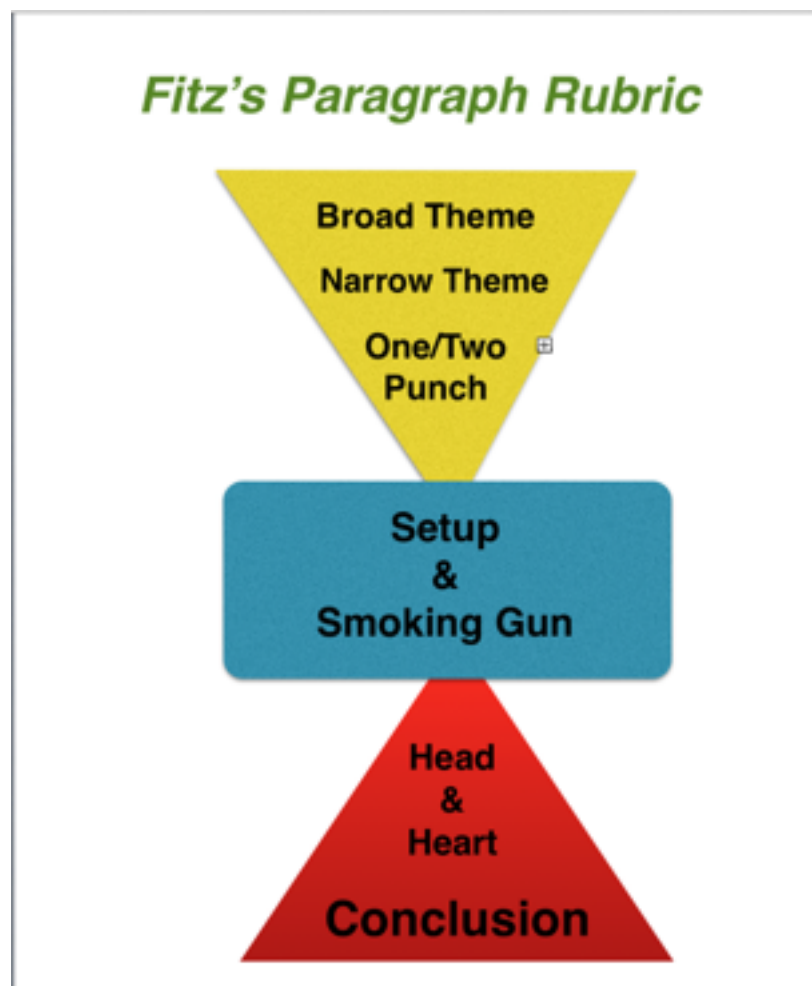 Fitz's Paragraph Rubric
Broad Theme
Narrow Theme
One/Two
Punch
Setup
&
Smoking Gun
Head
&
Heart
Conclusion